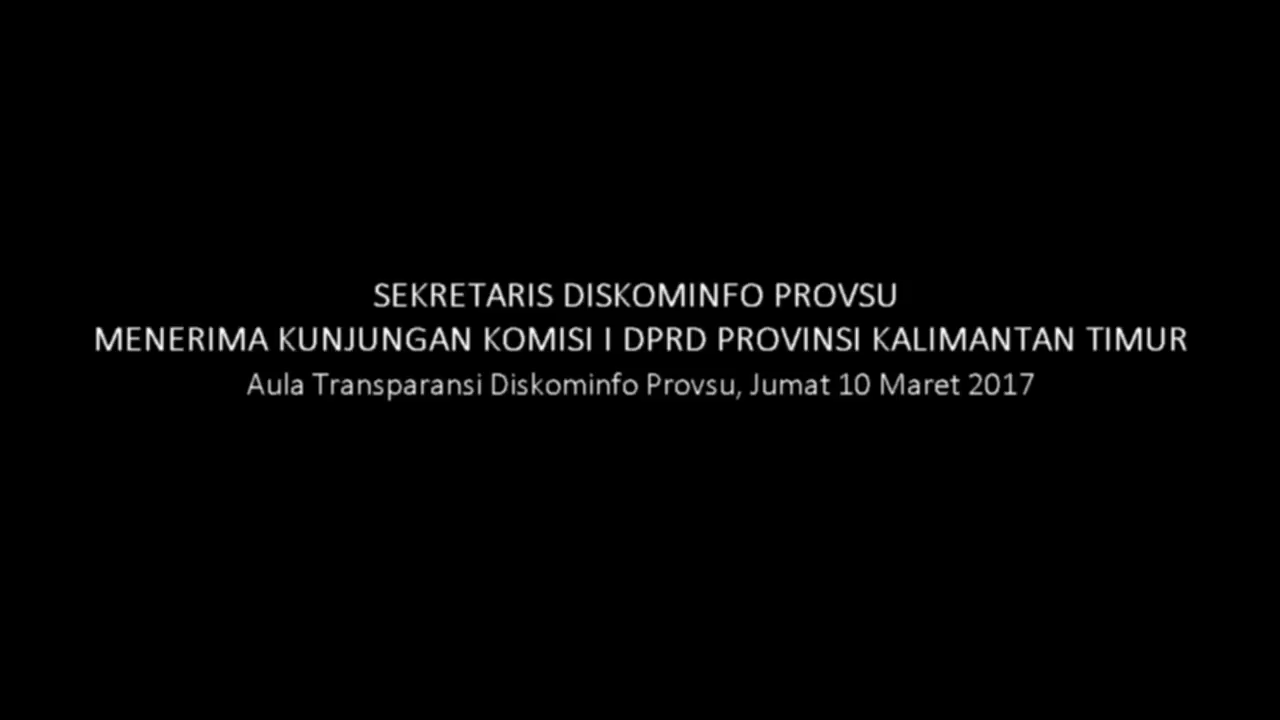 SEKRETARIS DISKOMINFO PROVSU
MENERIMA KUNJUNGAN KOMISI I DPRD PROVINSI KALIMANTAN TIMUR
Aula Transparansi Diskominfo Provsu, Jumat 10 Maret 2017